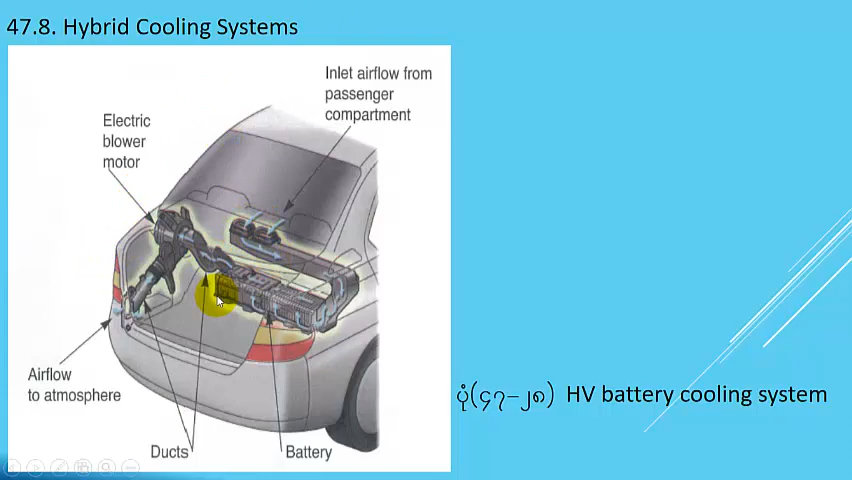 47.8. Hybrid Cooling Systems
Inlet airflow from
passenger
compartment
Electric
blower
motor
Airflow
to atmosphere
Ducts
Battery
ပုံ(၄၇-၂၈) HV battery cooling system